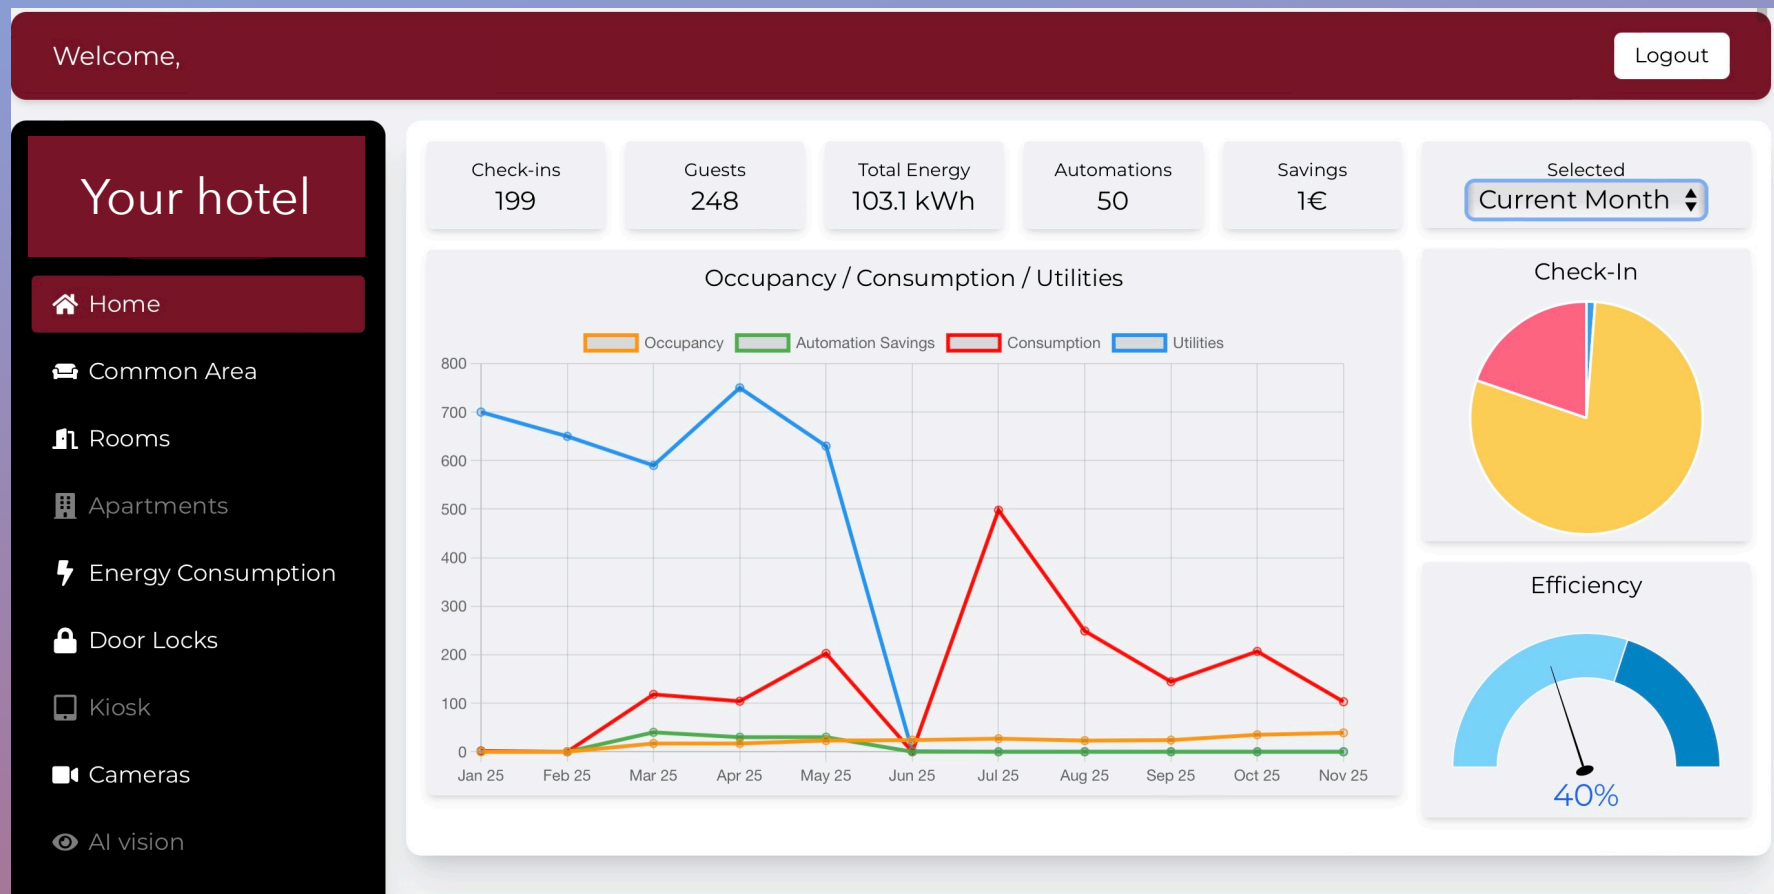 Welcome,
Logout
Your hotel
Home
Common Area
Rooms
Apartments
Energy Consumption
Door Locks
Kiosk
Cameras
AI vision
Check-ins
199
Guests
248
Total Energy
103.1 kWh
Automations
50
Savings
1€
Selected
Current Month
Occupancy / Consumption / Utilities
Occupancy Automation Savings Consumption Utilities
800
700
600
500
400
300
200
100
0
Jan 25 Feb 25 Mar 25 Apr 25 May 25 Jun 25 Jul 25 Aug 25 Sep 25 Oct 25 Nov 25
Check-In
Efficiency
40%